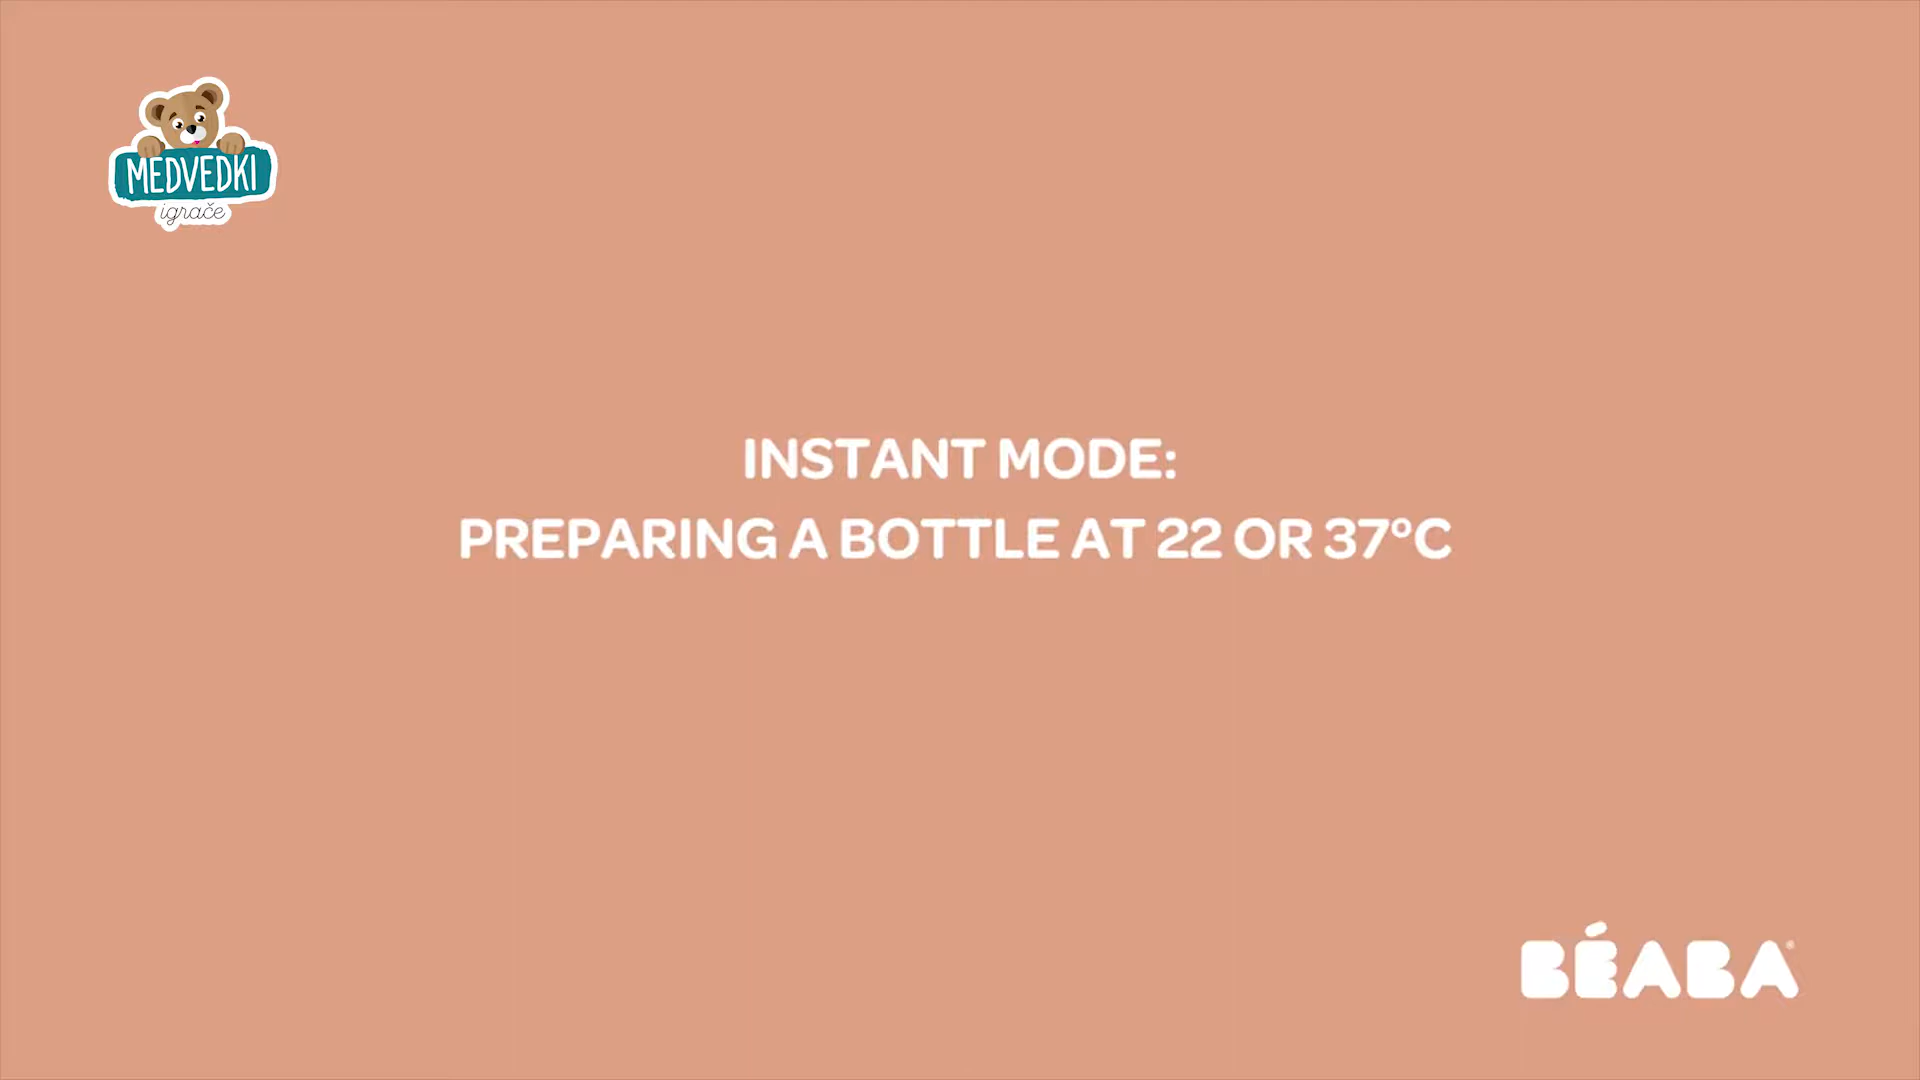 MEDVEDKI
igrače
INSTANT MODE:
PREPARING A BOTTLE AT 22 OR 37°C
BÉABA